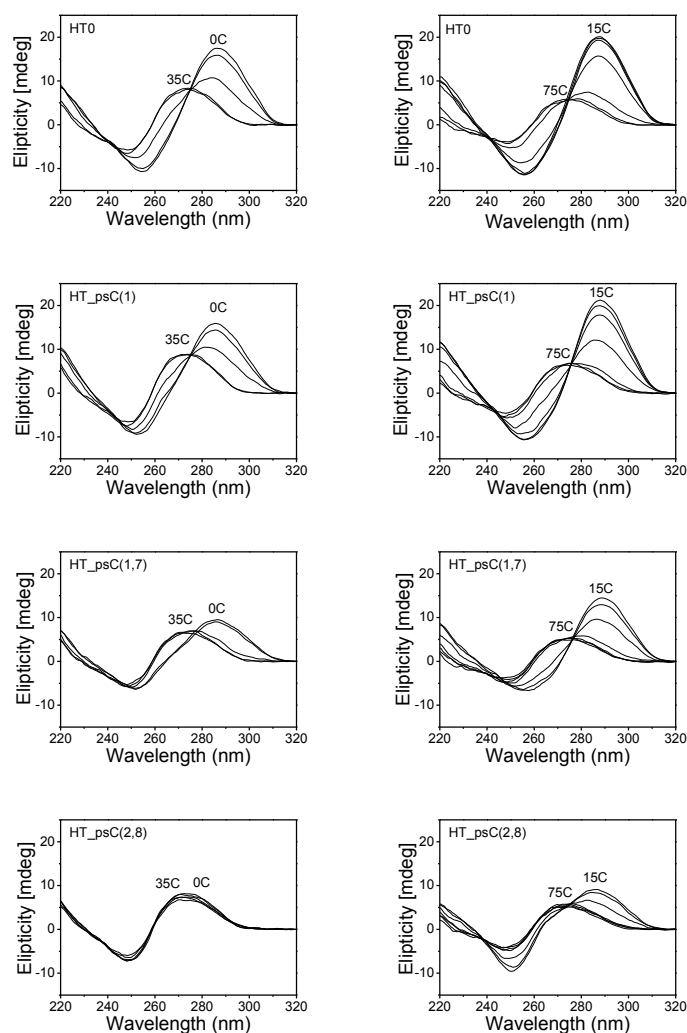 HT0
0C
35C
20
10
0
-10
Elipticity [mdeg]
220 240 260 280 300 320
Wavelength (nm)
HT0
15C
75C
20
10
0
-10
Elipticity [mdeg]
220 240 260 280 300 320
Wavelength (nm)
HT_psC(1)
0C
35C
20
10
0
-10
Elipticity [mdeg]
220 240 260 280 300 320
Wavelength (nm)
HT_psC(1)
15C
75C
20
10
0
-10
Elipticity [mdeg]
220 240 260 280 300 320
Wavelength (nm)
HT_psC(1,7)
35C 0C
20
10
0
-10
Elipticity [mdeg]
220 240 260 280 300 320
Wavelength (nm)
HT_psC(1,7)
15C
75C
20
10
0
-10
Elipticity [mdeg]
220 240 260 280 300 320
Wavelength (nm)
HT_psC(2,8)
35C 0C
20
10
0
-10
Elipticity [mdeg]
220 240 260 280 300 320
Wavelength (nm)
HT_psC(2,8)
15C
75C
20
10
0
-10
Elipticity [mdeg]
220 240 260 280 300 320
Wavelength (nm)